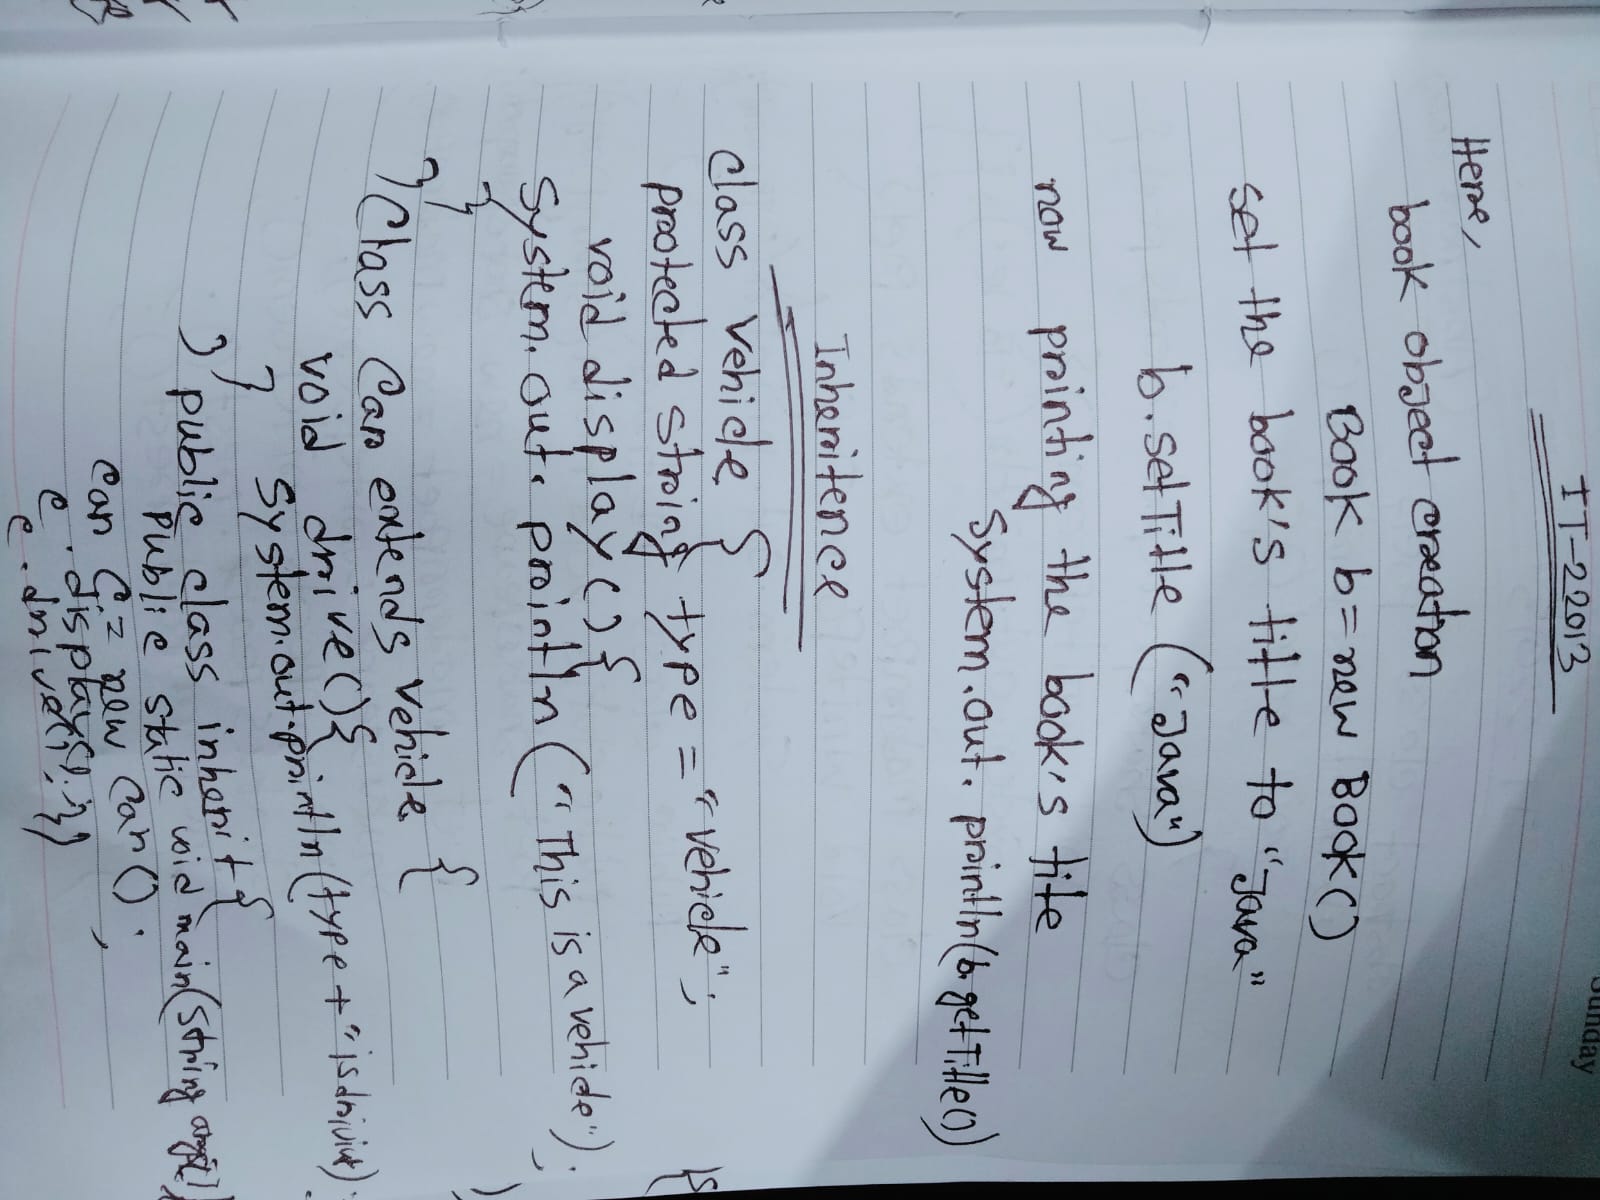 Sunday
IT-22013
Here,
book object creation
Book b = new Book()
set the book's title to "Java"
b.setTitle ("Java")
now printing the book's title
System.out.println(b.getTitle())
Inheritence
class vehicle {
protected string type = "vehicle";
void display(){
System.out.println("This is a vehicle");
}
} class Car extends vehicle {
void drive(){
System.out.println(type + "is
}
} public class inherit {
public static void main(String
Car c = new Car();
c.display();
c.drive();}}